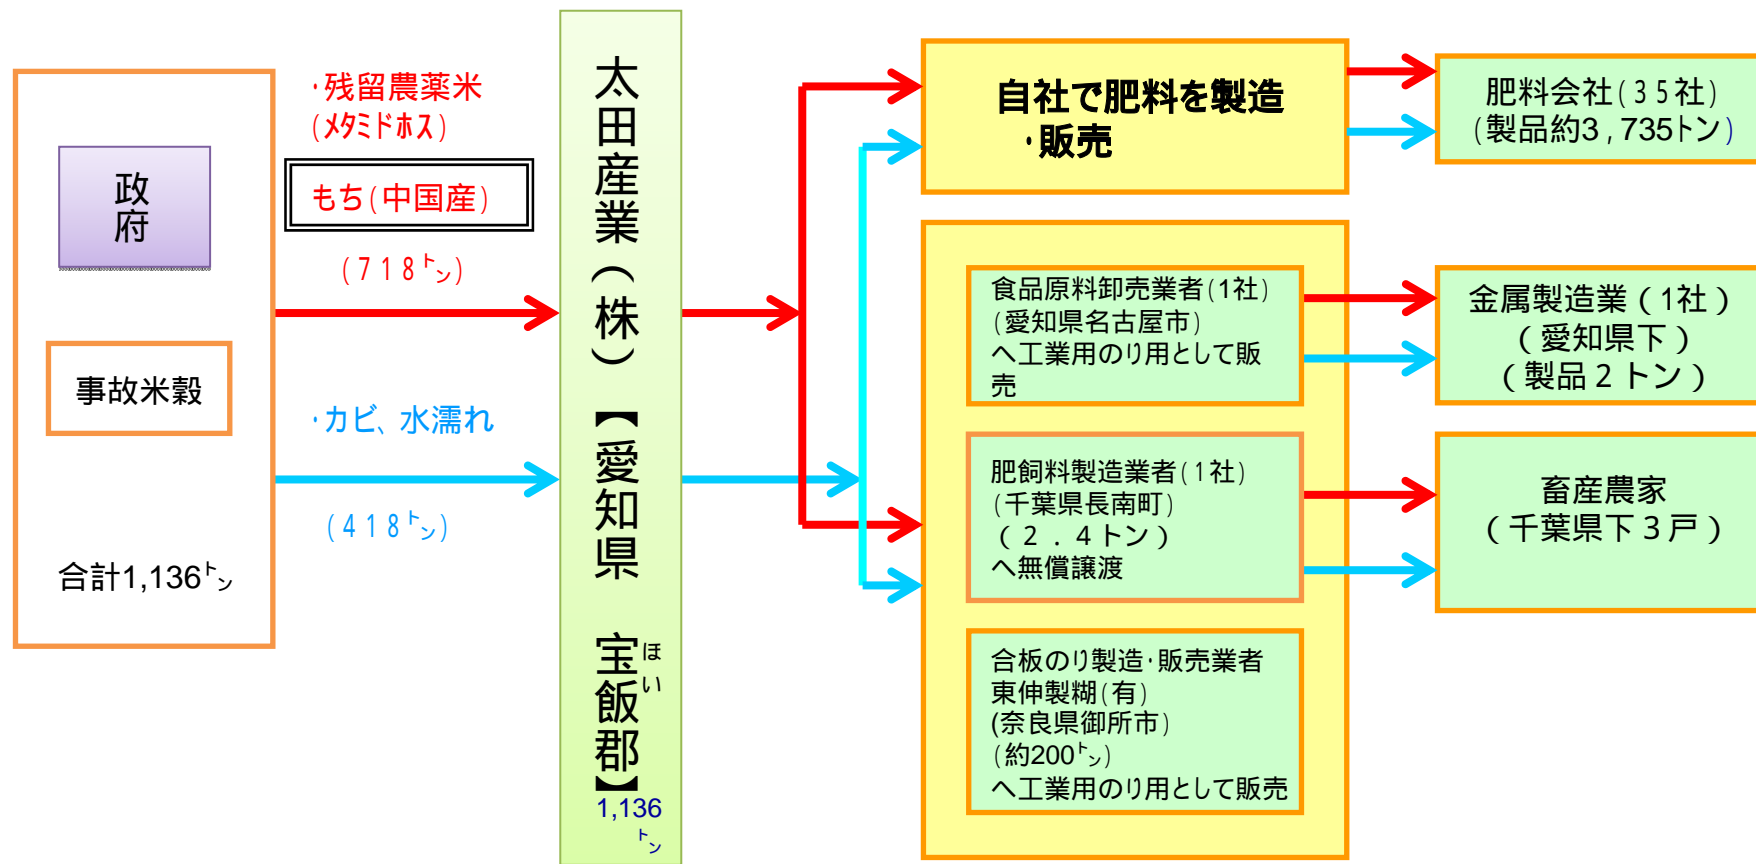 政府
事故米穀
合計1,136㌧
・残留農薬米
(メタミドホス)
もち(中国産)
(718㌧)
・カビ、水濡れ
(418㌧)
太田産業(株)【愛知県 宝飯郡】
ほい
1,136㌧
自社で肥料を製造
・販売
食品原料卸売業者(1社)
(愛知県名古屋市)
へ工業用のり用として販
売
肥飼料製造業者(1社)
(千葉県長南町)
(2.4トン)
へ無償譲渡
合板のり製造・販売業者
東伸製糊(有)
(奈良県御所市)
(約200㌧)
へ工業用のり用として販売
肥料会社(35社)
(製品約3,735トン)
金属製造業(1社)
(愛知県下)
(製品2トン)
畜産農家
(千葉県下3戸)